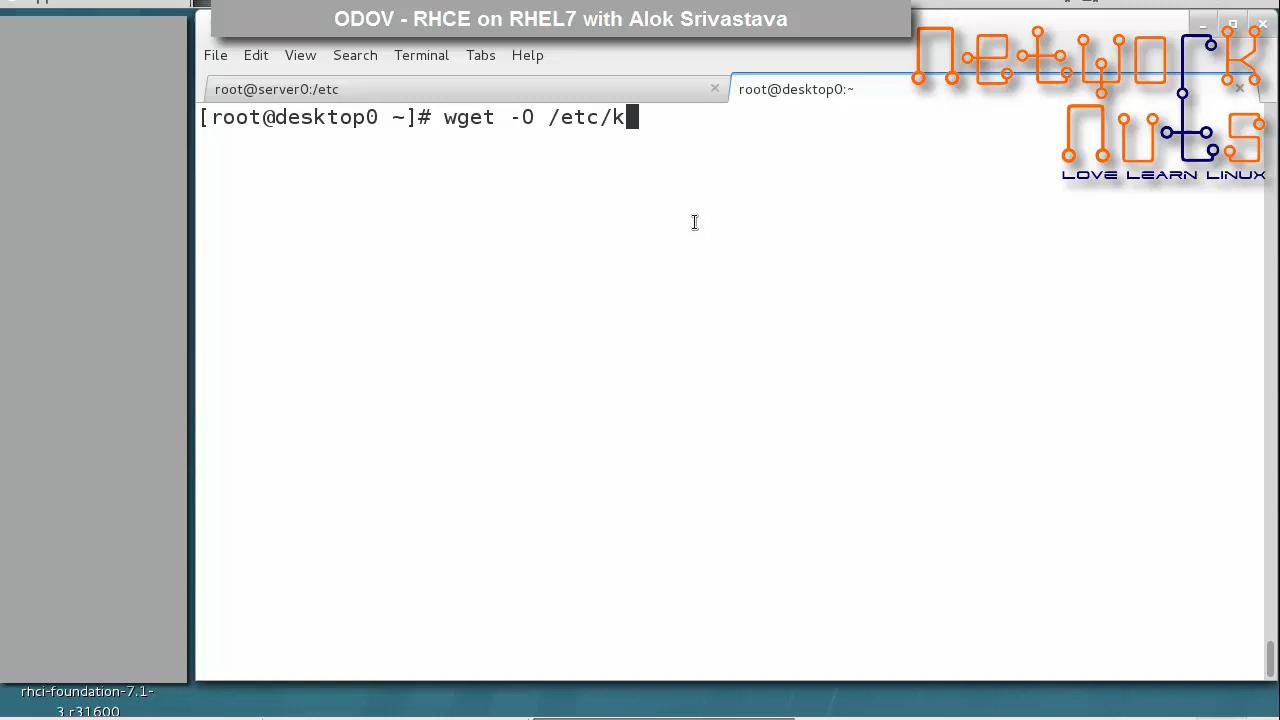 ODOV - RHCE on RHEL7 with Alok Srivastava
NetwOrk
Nuts
LOVE LEARN LINUX
File Edit View Search Terminal Tabs Help
root@server0:/etc
root@desktop0:~
[root@desktop0 ~]# wget -O /etc/k
rhci-foundation-7.1-
3.r31600